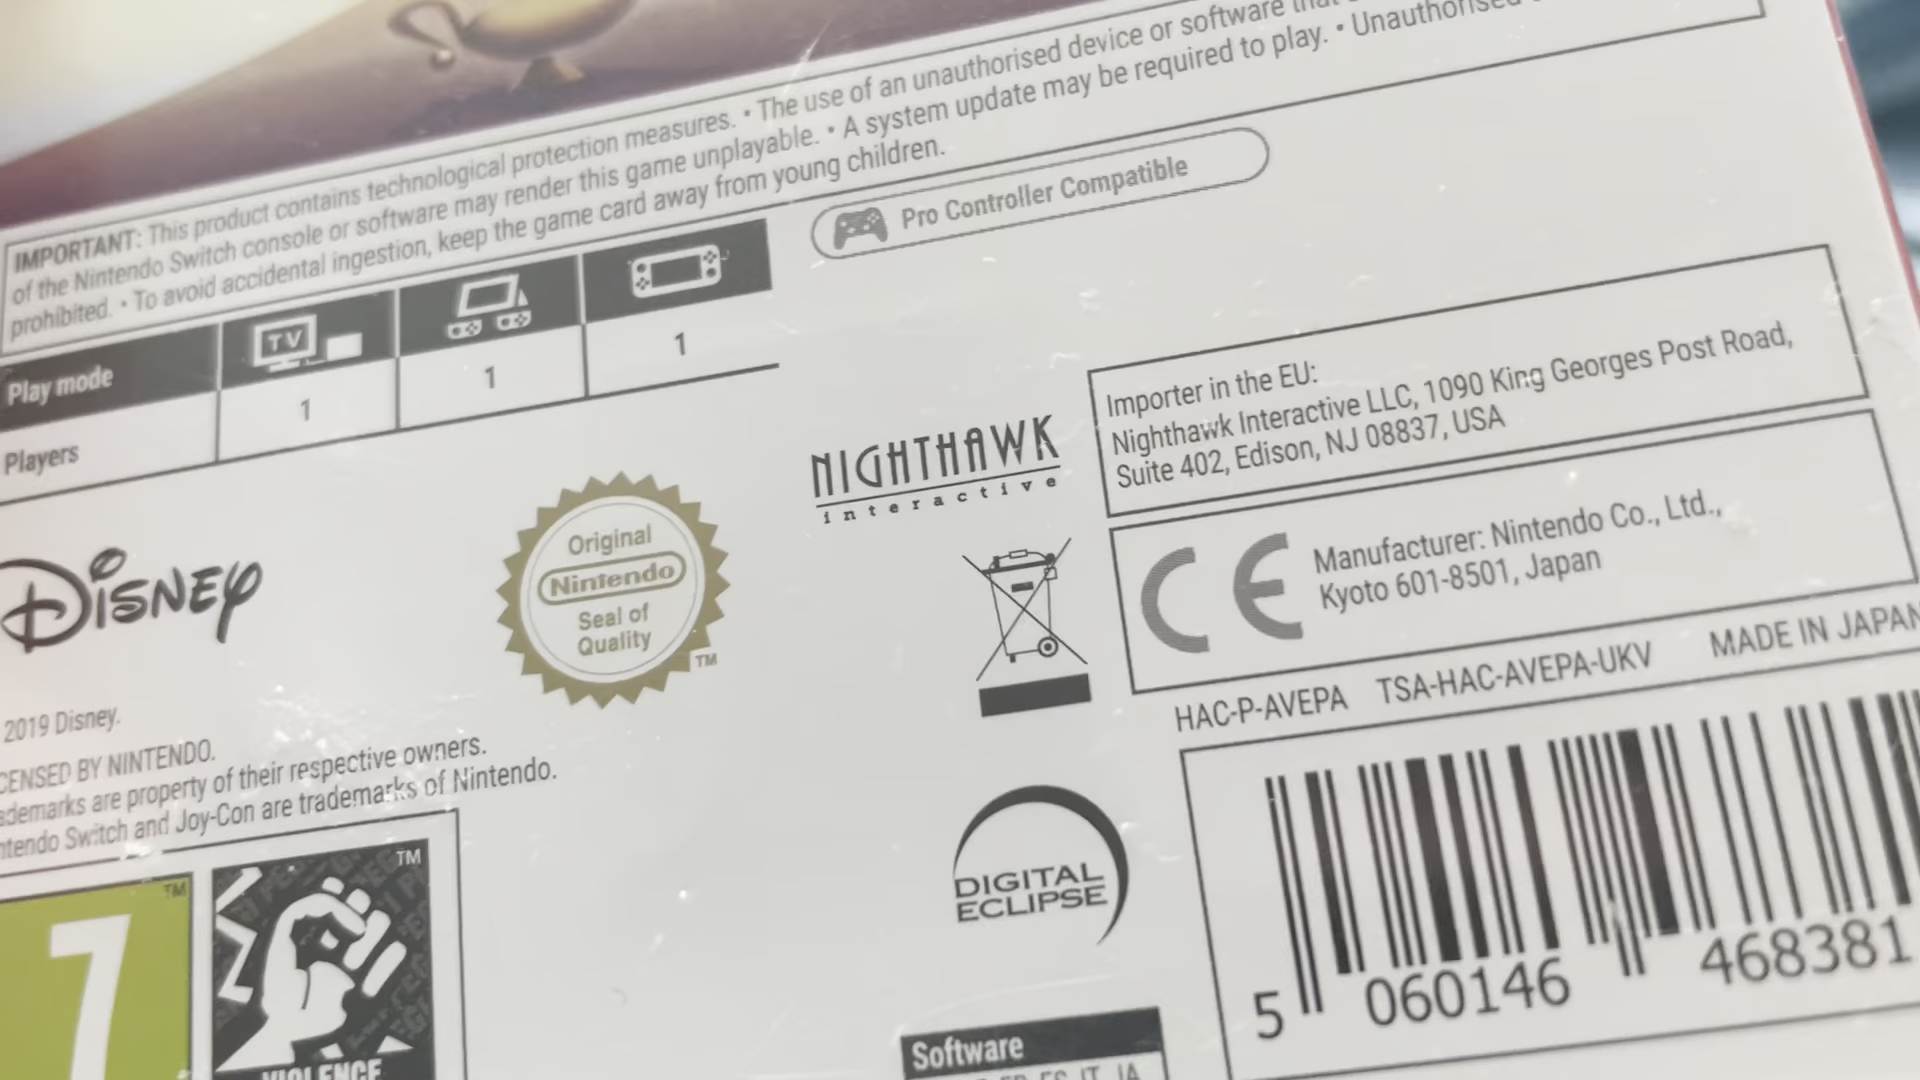 IMPORTANT: This product contains technological protection measures. • The use of an unauthorised device or software that
of the Nintendo Switch console or software may render this game unplayable. • A system update may be required to play. • Unauthorised
prohibited. • To avoid accidental ingestion, keep the game card away from young children.
Play mode TV
Players 1 1 1
Pro Controller Compatible
Importer in the EU:
Nighthawk Interactive LLC, 1090 King Georges Post Road,
Suite 402, Edison, NJ 08837, USA
NIGHTHAWK
interactive
CE Manufacturer: Nintendo Co., Ltd.,
Kyoto 601-8501, Japan
Disney
Original
Nintendo
Seal of
Quality
TM
HAC-P-AVEPA TSA-HAC-AVEPA-UKV MADE IN JAPAN
2019 Disney.
CENSED BY NINTENDO.
ademarks are property of their respective owners.
ntendo Switch and Joy-Con are trademarks of Nintendo.
7 TM
TM
VIOLENCE
DIGITAL
ECLIPSE
5 060146 468381
Software